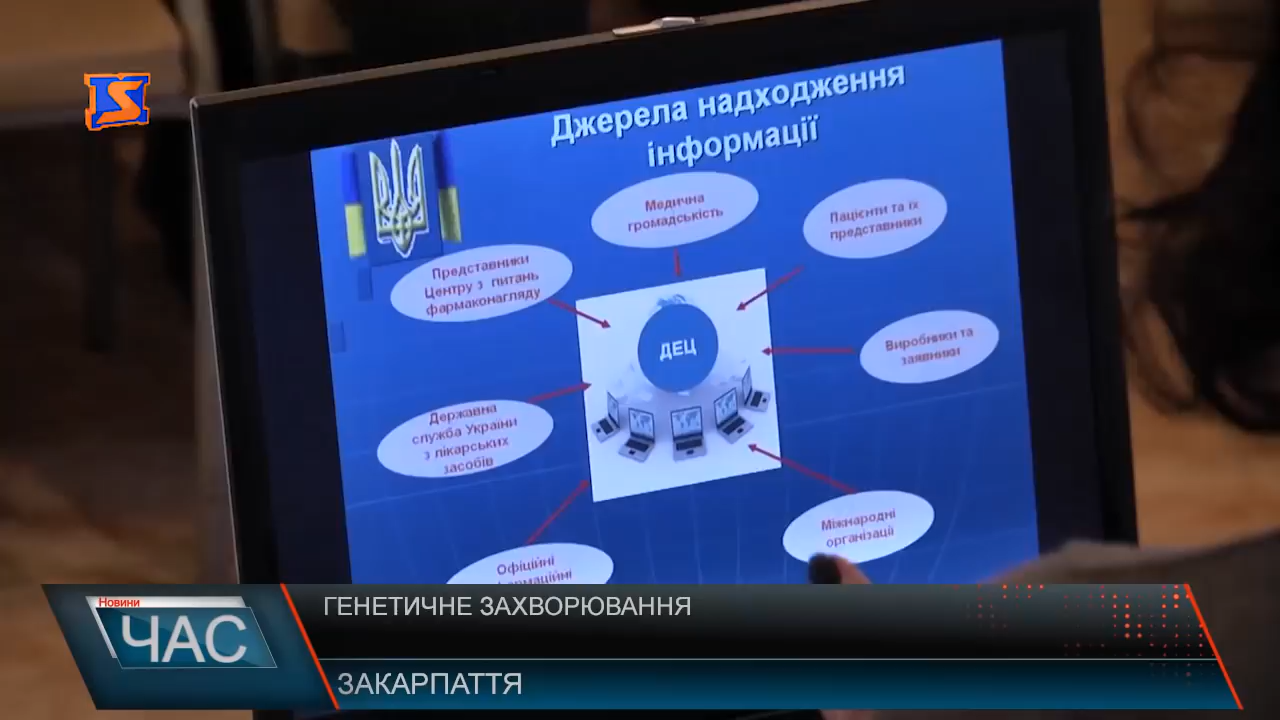 Джерела надходження
інформації
Медична
громадськість
Пацієнти та їх
представники
Представники
Центру з питань
фармаконагляду
ДЕЦ
Виробники та
заявники
Державна
служба України
з лікарських
засобів
Міжнародні
організації
Офіційні
Новини
ЧАС
ГЕНЕТИЧНЕ ЗАХВОРЮВАННЯ
ЗАКАРПАТТЯ